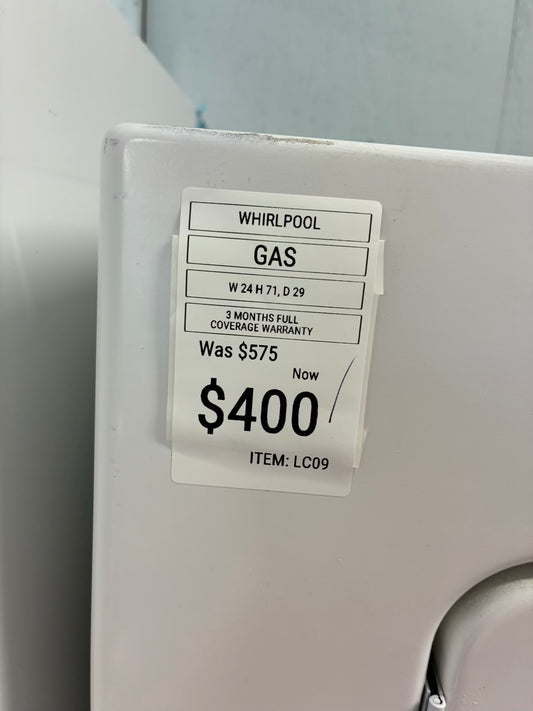 WHIRLPOOL
GAS
W 24 H 71, D 29
3 MONTHS FULL
COVERAGE WARRANTY
Was $575
Now
$400
ITEM: LC09